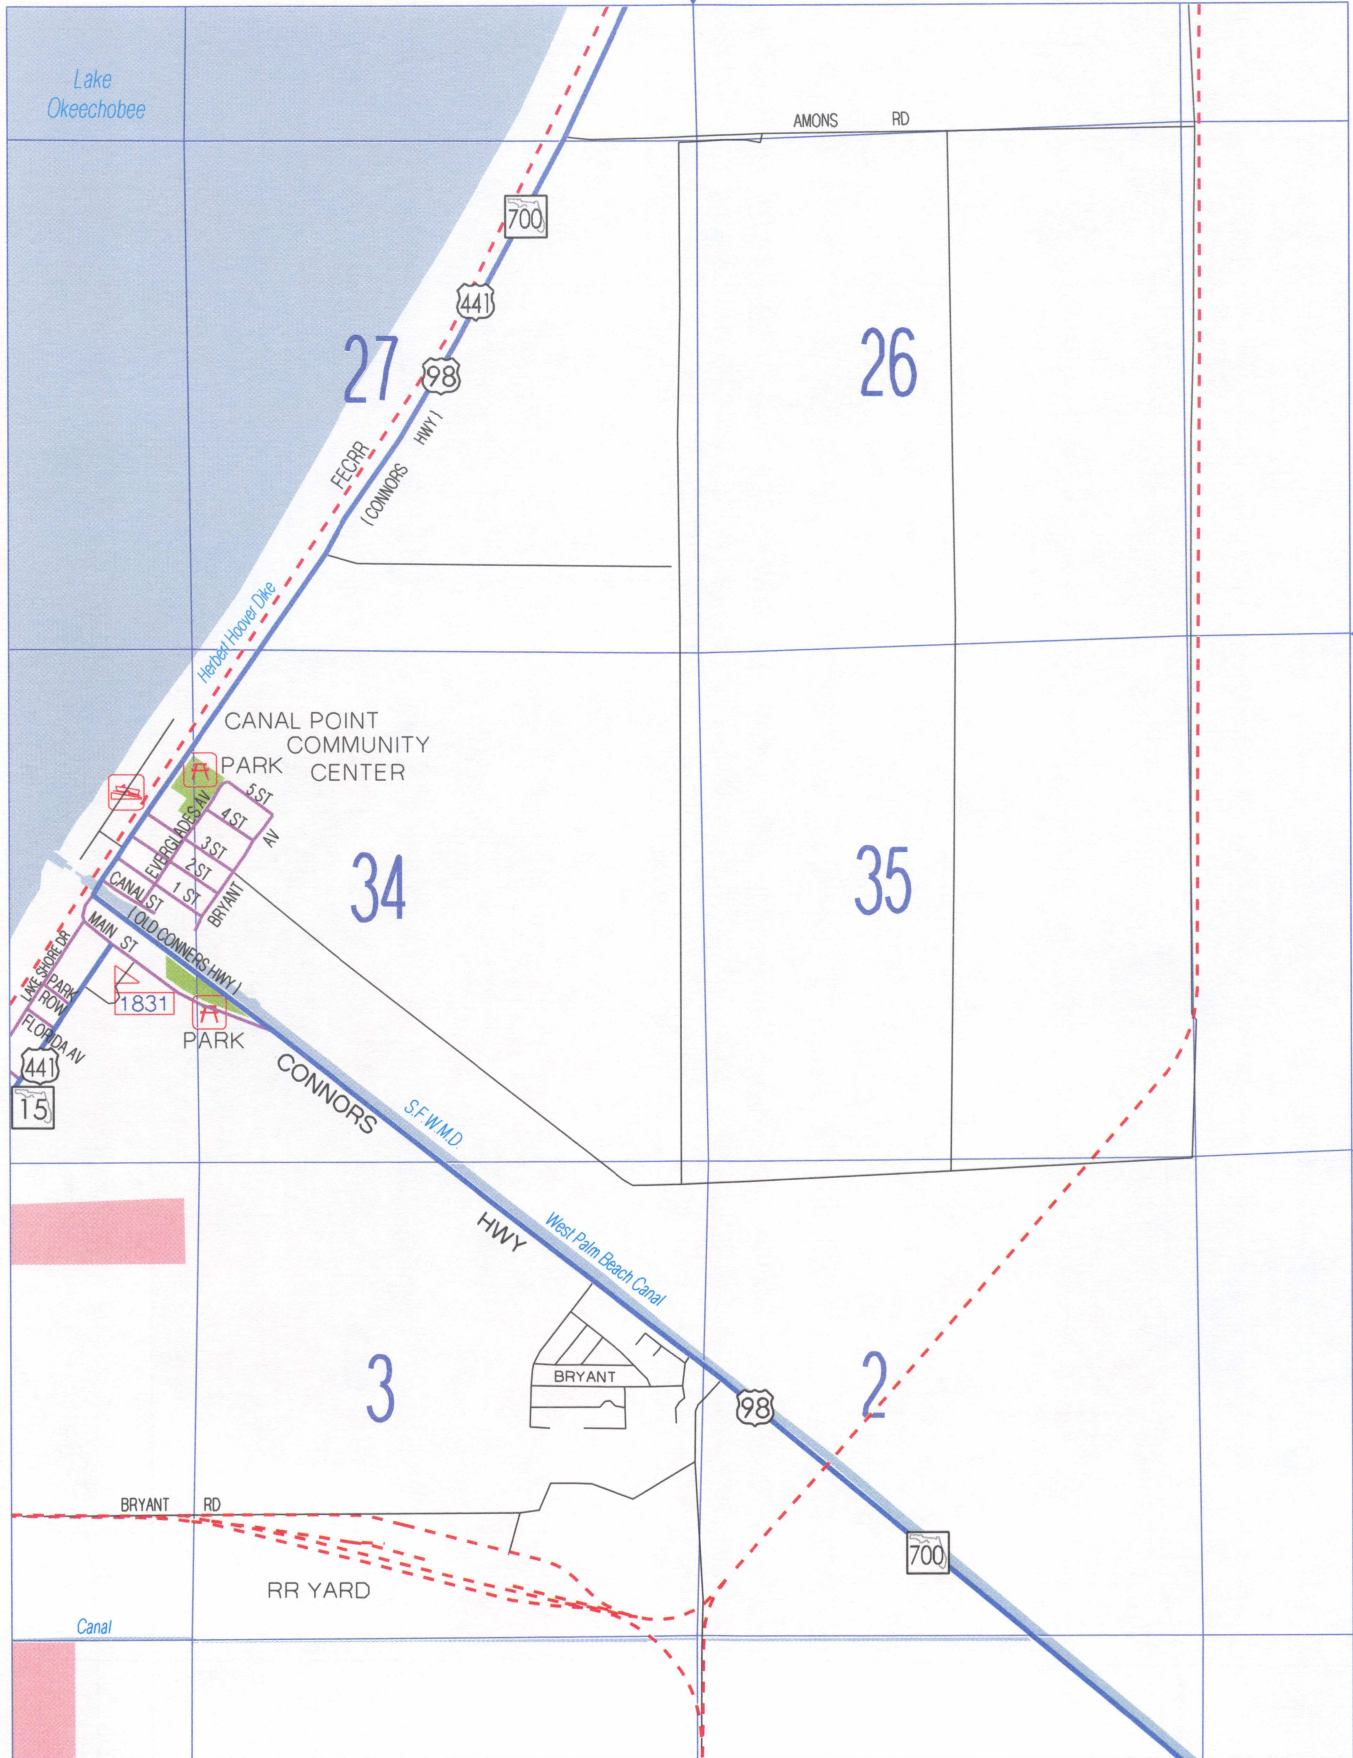 Lake
Okeechobee
AMONS RD
700
441
27
26
98
FECRR
(CONNORS HWY)
Herbert Hoover Dike
CANAL POINT
COMMUNITY
CENTER
PARK
5 ST
4 ST
EVERGLADES AV
3 ST
AV
2 ST
1 ST
BRYANT
CANAL ST
34
35
(OLD CONNERS HWY)
MAIN ST
LAKE SHORE DR
PARK
ROW
1831
FLORIDA AV
PARK
441
15
CONNORS
S.F.W.M.D.
HWY
West Palm Beach Canal
3
BRYANT
2
98
BRYANT RD
700
RR YARD
Canal